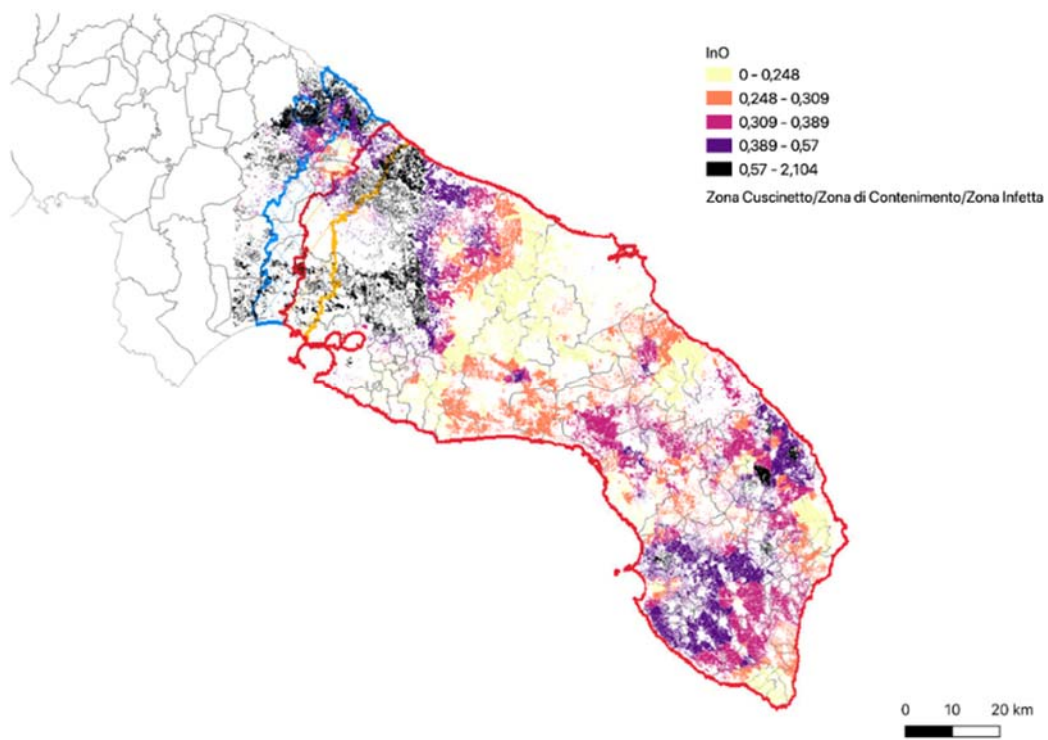 InO
0 - 0,248
0,248 - 0,309
0,309 - 0,389
0,389 - 0,57
0,57 - 2,104
Zona Cuscinetto/Zona di Contenimento/Zona Infetta
0 10 20 km